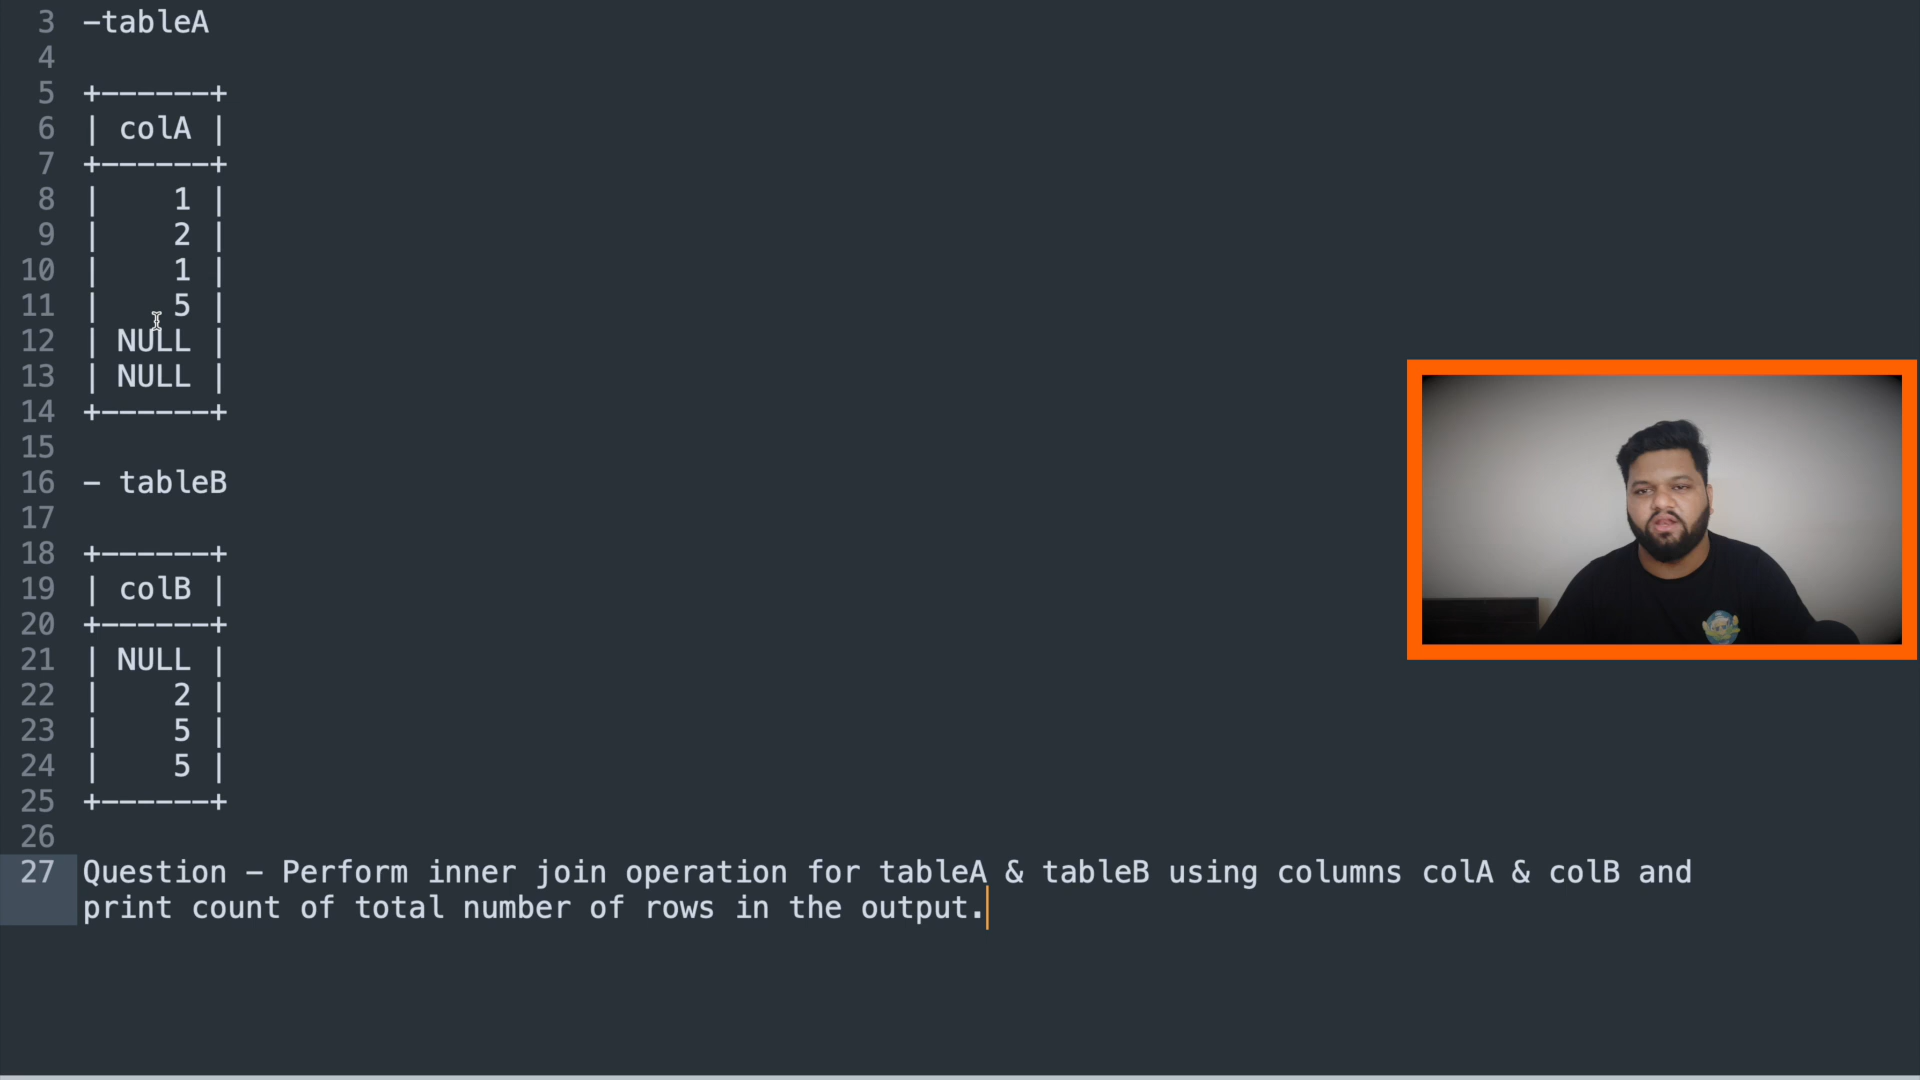 3 -tableA
4
5 +------+
6 | colA |
7 +------+
8 |    1 |
9 |    2 |
10 |    1 |
11 |    5 |
12 | NULL |
13 | NULL |
14 +------+
15
16 - tableB
17
18 +------+
19 | colB |
20 +------+
21 | NULL |
22 |    2 |
23 |    5 |
24 |    5 |
25 +------+
26
27 Question - Perform inner join operation for tableA & tableB using columns colA & colB and
print count of total number of rows in the output.